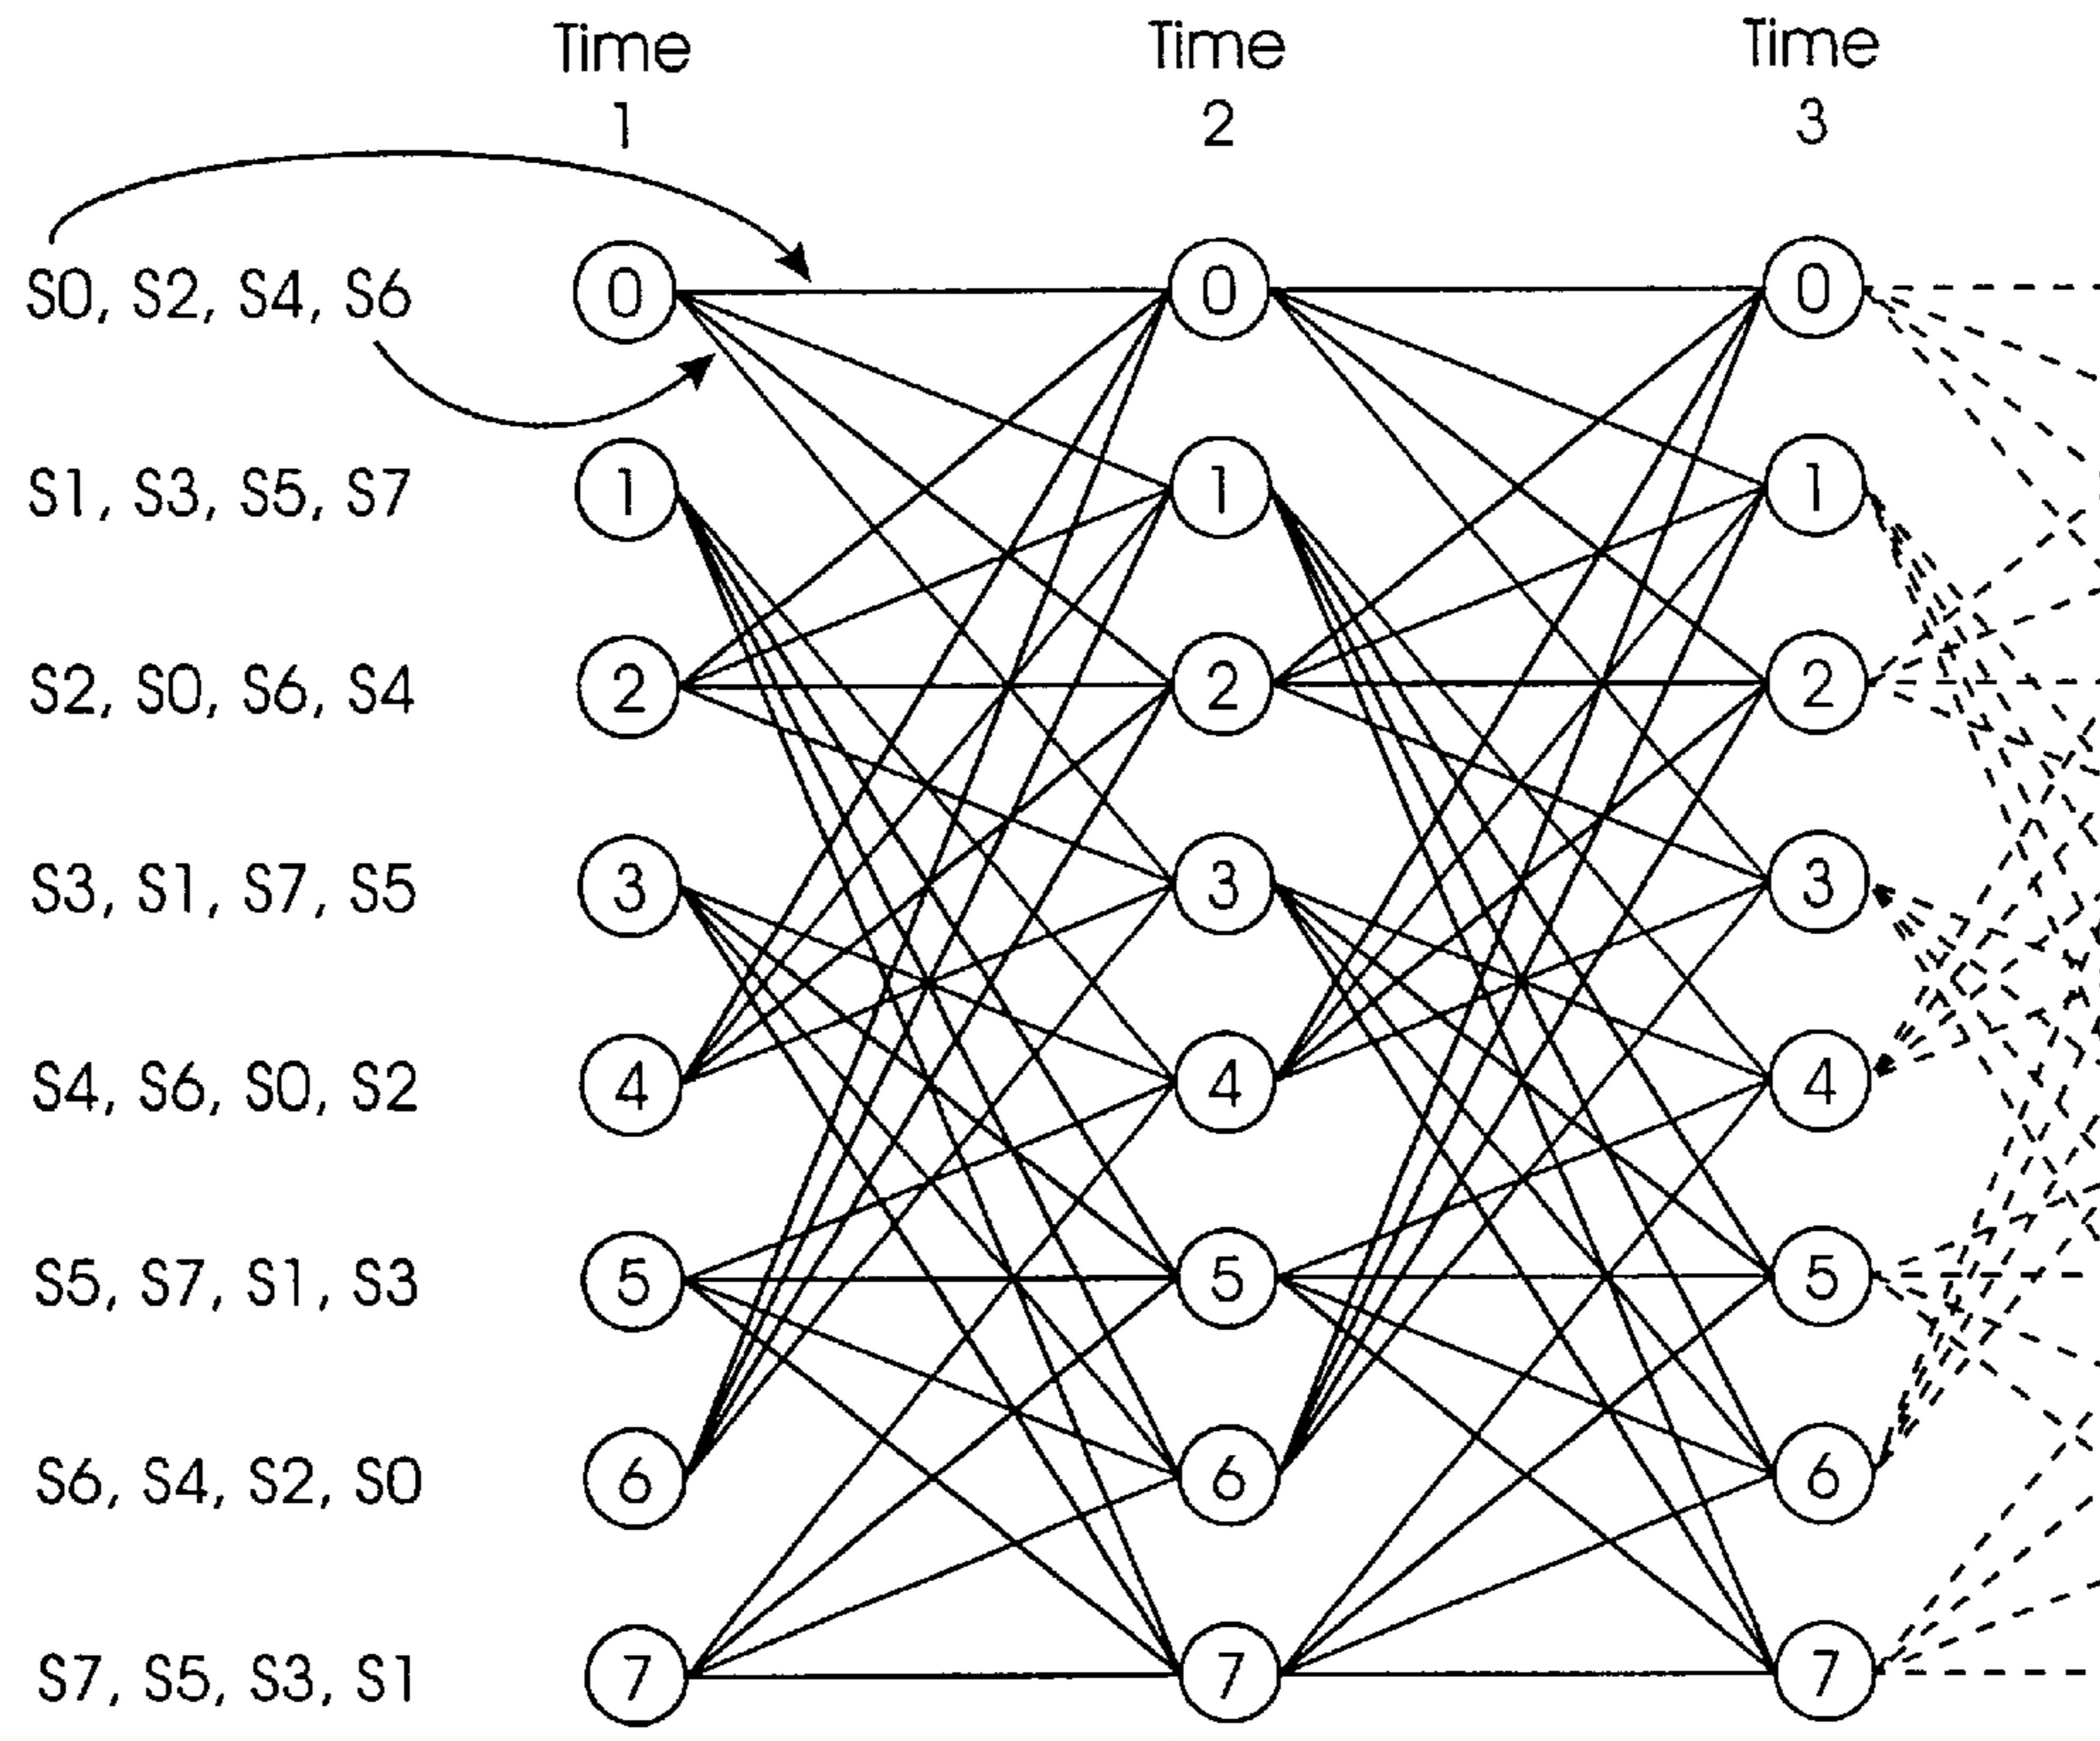 Time Time Time
1 2 3
S0, S2, S4, S6 0 0 0
S1, S3, S5, S7 1 1 1
S2, S0, S6, S4 2 2 2
S3, S1, S7, S5 3 3 3
S4, S6, S0, S2 4 4 4
S5, S7, S1, S3 5 5 5
S6, S4, S2, S0 6 6 6
S7, S5, S3, S1 7 7 7